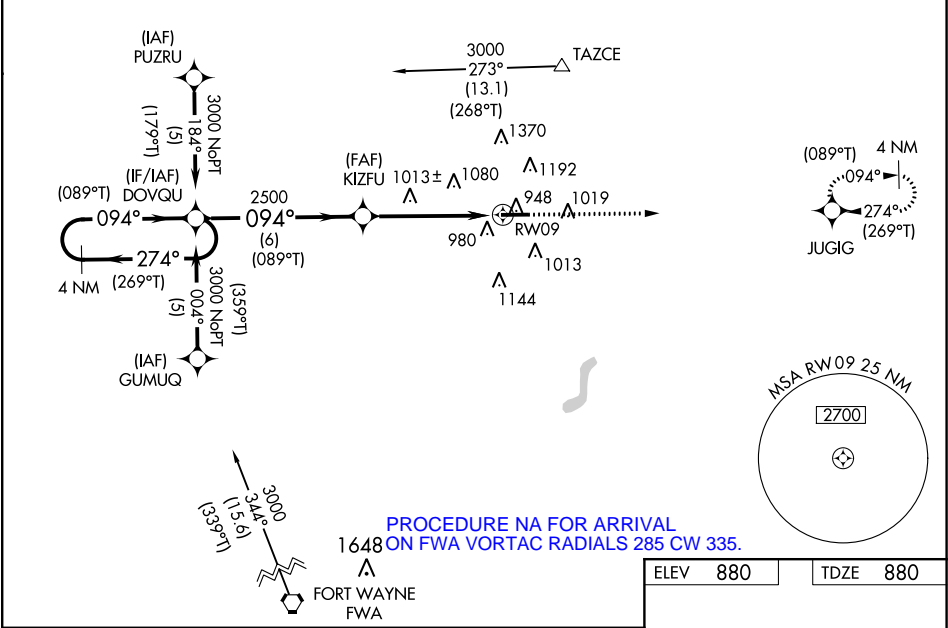 (IAF)
PUZRU
3000 NoPT
184°
(5)
(179°T)
3000
273°
(13.1)
(268°T)
TAZCE
1370
1192
(FAF)
KIZFU
1013±
1080
948
1019
RW09
980
1013
1144
(IF/IAF)
DOVQU
(089°T)
094°
2500
094°
(6)
(089°T)
274°
(269°T)
4 NM
3000 NoPT
004°
(5)
(359°T)
(IAF)
GUMUQ
(089°T)
4 NM
094°
274°
(269°T)
JUGIG
MSA RW09 25 NM
2700
3000
344°
(15.6)
(339°T)
PROCEDURE NA FOR ARRIVAL
ON FWA VORTAC RADIALS 285 CW 335.
1648
FORT WAYNE
FWA
ELEV 880
TDZE 880